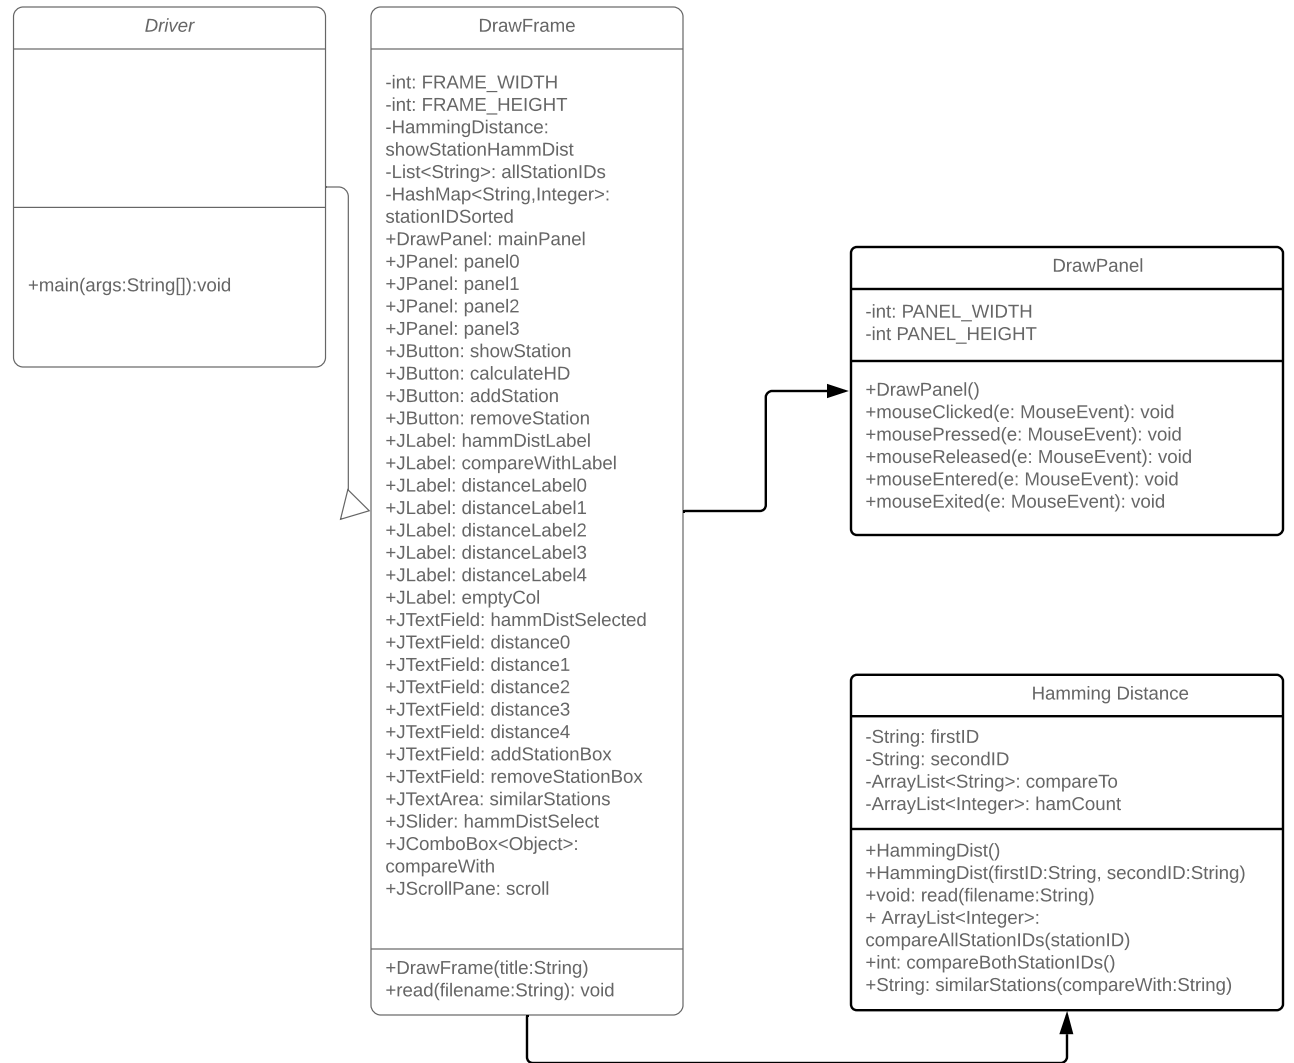 Driver
+main(args:String[]):void
DrawFrame
-int: FRAME_WIDTH
-int: FRAME_HEIGHT
-HammingDistance:
showStationHammDist
-List<String>: allStationIDs
-HashMap<String,Integer>:
stationIDSorted
+DrawPanel: mainPanel
+JPanel: panel0
+JPanel: panel1
+JPanel: panel2
+JPanel: panel3
+JButton: showStation
+JButton: calculateHD
+JButton: addStation
+JButton: removeStation
+JLabel: hammDistLabel
+JLabel: compareWithLabel
+JLabel: distanceLabel0
+JLabel: distanceLabel1
+JLabel: distanceLabel2
+JLabel: distanceLabel3
+JLabel: distanceLabel4
+JLabel: emptyCol
+JTextField: hammDistSelected
+JTextField: distance0
+JTextField: distance1
+JTextField: distance2
+JTextField: distance3
+JTextField: distance4
+JTextField: addStationBox
+JTextField: removeStationBox
+JTextArea: similarStations
+JSlider: hammDistSelect
+JComboBox<Object>:
compareWith
+JScrollPane: scroll
+DrawFrame(title:String)
+read(filename:String): void
DrawPanel
-int: PANEL_WIDTH
-int PANEL_HEIGHT
+DrawPanel()
+mouseClicked(e: MouseEvent): void
+mousePressed(e: MouseEvent): void
+mouseReleased(e: MouseEvent): void
+mouseEntered(e: MouseEvent): void
+mouseExited(e: MouseEvent): void
Hamming Distance
-String: firstID
-String: secondID
-ArrayList<String>: compareTo
-ArrayList<Integer>: hamCount
+HammingDist()
+HammingDist(firstID:String, secondID:String)
+void: read(filename:String)
+ ArrayList<Integer>:
compareAllStationIDs(stationID)
+int: compareBothStationIDs()
+String: similarStations(compareWith:String)